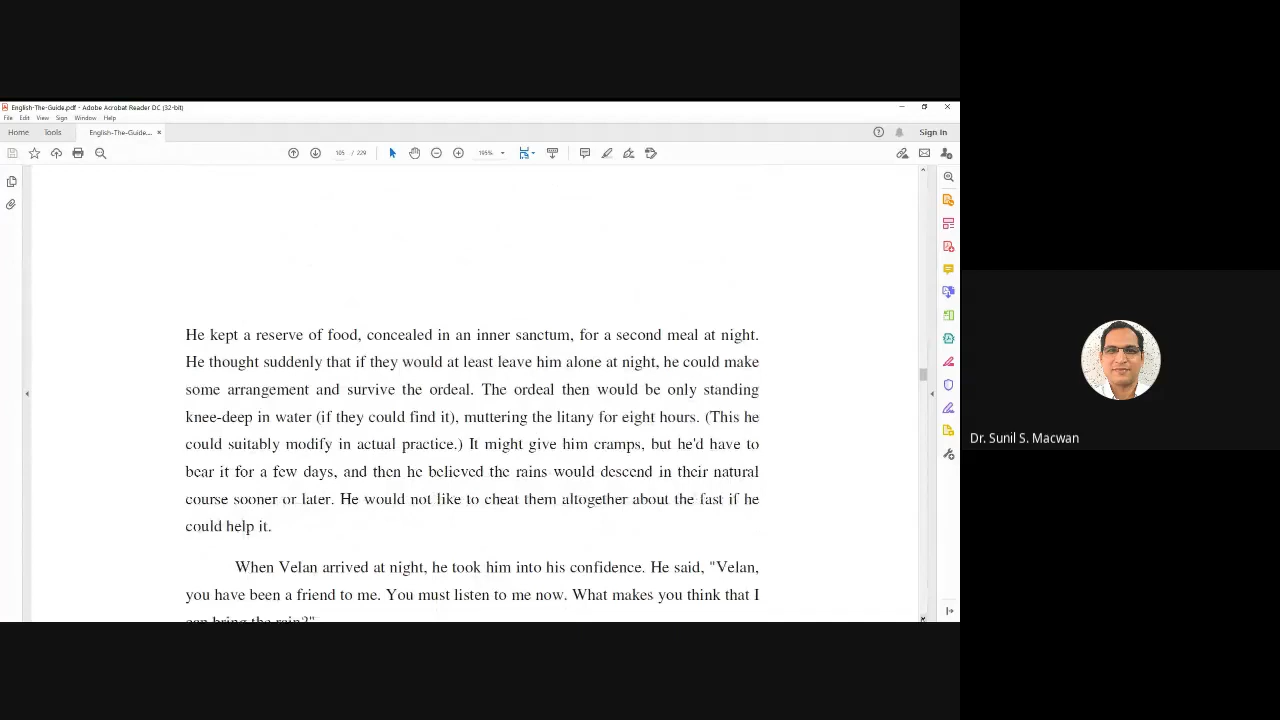 English-The-Guide.pdf - Adobe Acrobat Reader DC (32-bit)
File Edit View Sign Window Help
Home Tools English-The-Guide.... × Sign In
105 / 229 195%
He kept a reserve of food, concealed in an inner sanctum, for a second meal at night.
He thought suddenly that if they would at least leave him alone at night, he could make
some arrangement and survive the ordeal. The ordeal then would be only standing
knee-deep in water (if they could find it), muttering the litany for eight hours. (This he
could suitably modify in actual practice.) It might give him cramps, but he'd have to
bear it for a few days, and then he believed the rains would descend in their natural
course sooner or later. He would not like to cheat them altogether about the fast if he
could help it.
When Velan arrived at night, he took him into his confidence. He said, "Velan,
you have been a friend to me. You must listen to me now. What makes you think that I
can bring the rain?"
Dr. Sunil S. Macwan